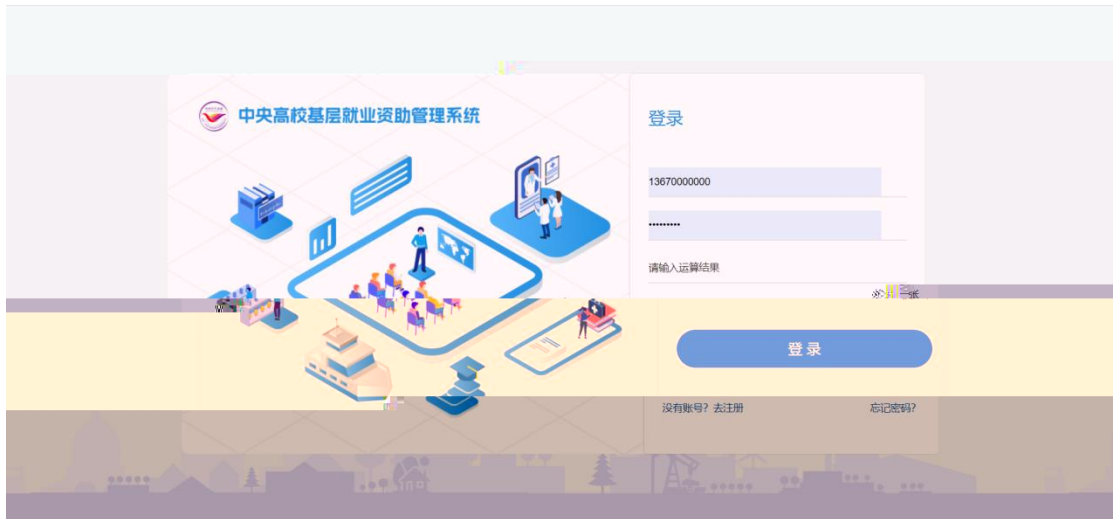 中央高校基层就业资助管理系统
登录
13670000000
•••••••••
请输入运算结果
登录
没有账号?去注册
忘记密码?